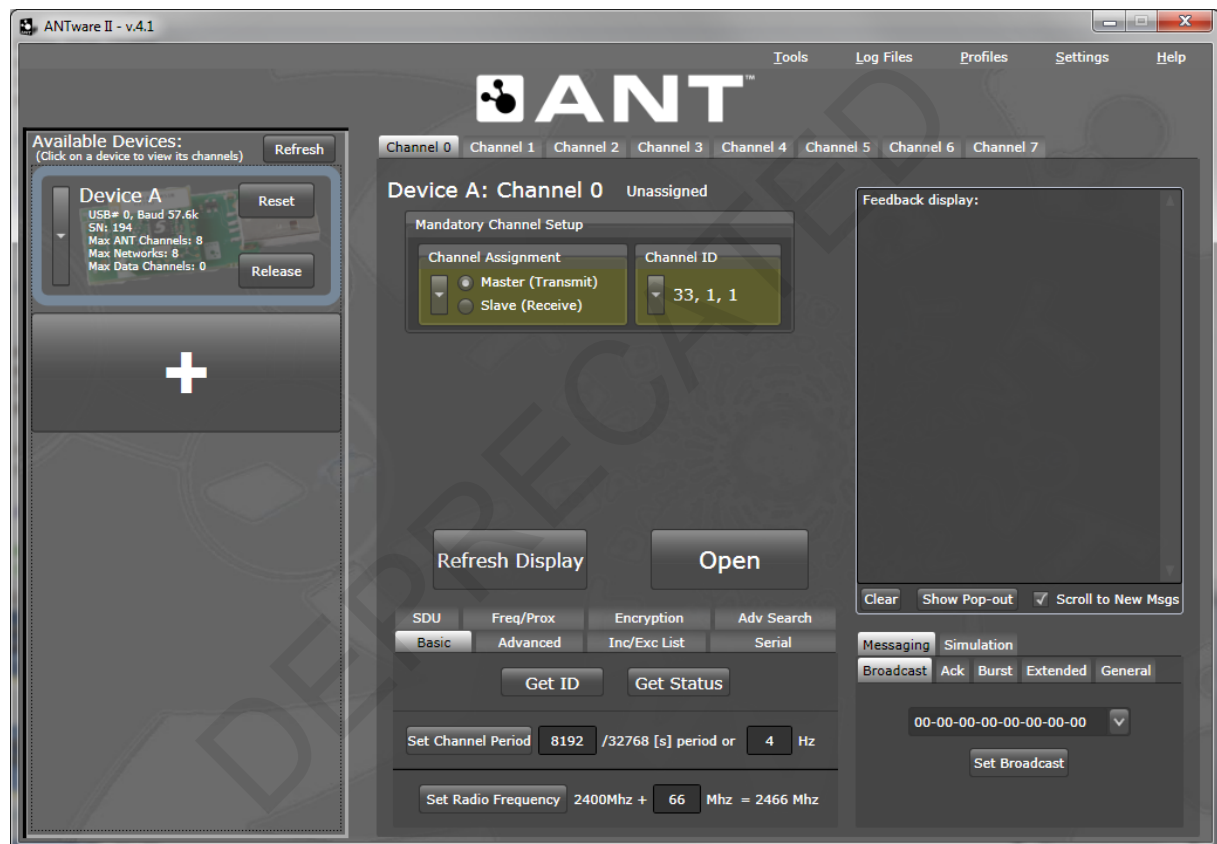 ANTware II - v.4.1
Tools Log Files Profiles Settings Help
ANT™
Available Devices:
(Click on a device to view its channels)
Refresh
Device A
USB# 0, Baud 57.6k
SN: 194
Max ANT Channels: 8
Max Networks: 8
Max Data Channels: 0
Reset
Release
+
Channel 0 Channel 1 Channel 2 Channel 3 Channel 4 Channel 5 Channel 6 Channel 7
Device A: Channel 0 Unassigned
Mandatory Channel Setup
Channel Assignment
Master (Transmit)
Slave (Receive)
Channel ID
33, 1, 1
Refresh Display
Open
SDU Freq/Prox Encryption Adv Search
Basic Advanced Inc/Exc List Serial
Get ID Get Status
Set Channel Period 8192 /32768 [s] period or 4 Hz
Set Radio Frequency 2400Mhz + 66 Mhz = 2466 Mhz
Feedback display:
Clear Show Pop-out Scroll to New Msgs
Messaging Simulation
Broadcast Ack Burst Extended General
00-00-00-00-00-00-00-00
Set Broadcast
DEPRECATED